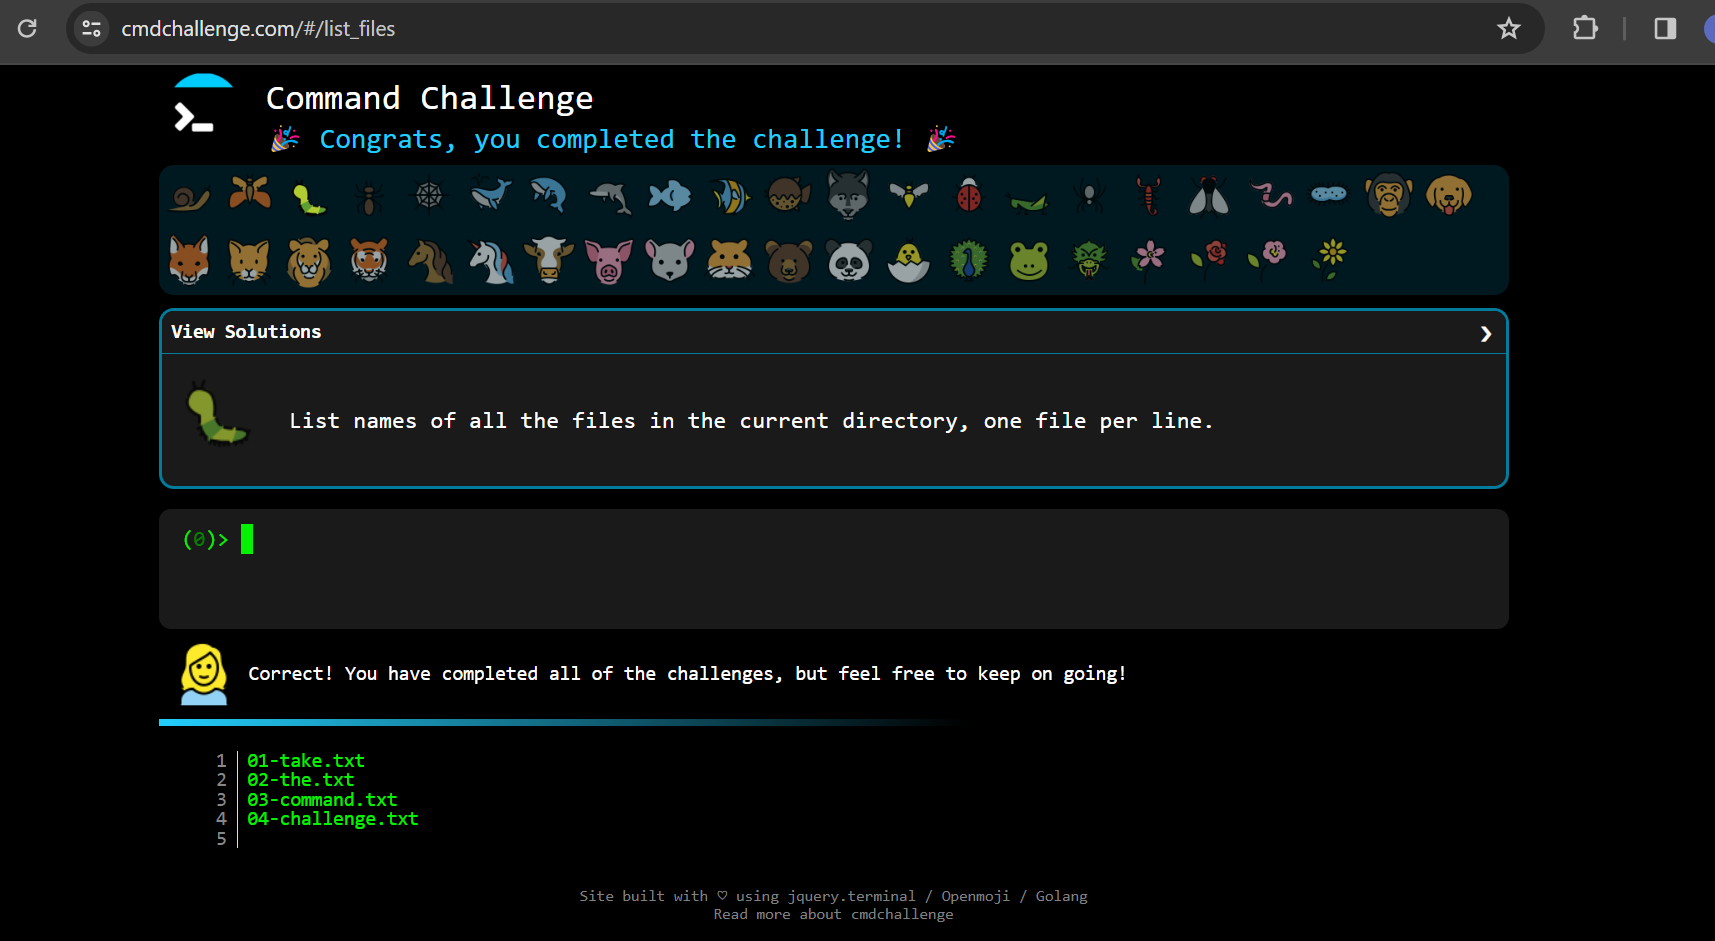 cmdchallenge.com/#/list_files
Command Challenge
🎉 Congrats, you completed the challenge! 🎉
View Solutions
List names of all the files in the current directory, one file per line.
(0)>
Correct! You have completed all of the challenges, but feel free to keep on going!
1 01-take.txt
2 02-the.txt
3 03-command.txt
4 04-challenge.txt
5
Site built with ♡ using jquery.terminal / Openmoji / Golang
Read more about cmdchallenge